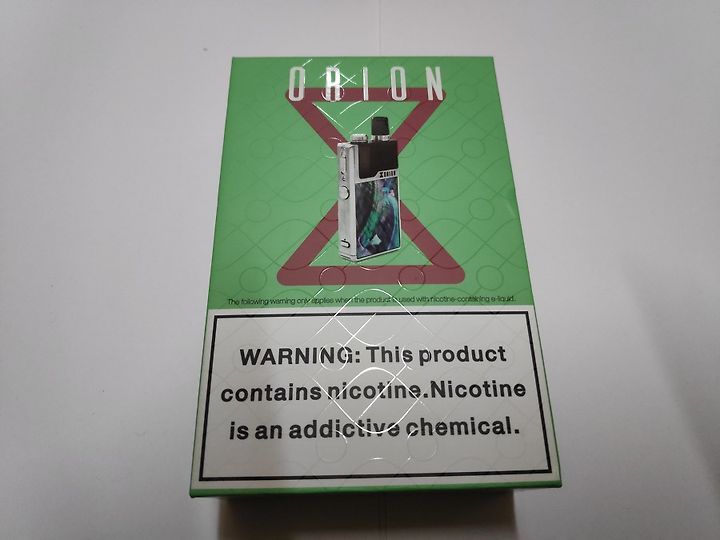 ORION
ORION
The following warning only applies when the product is used with nicotine-containing e-liquid.
WARNING: This product
contains nicotine.Nicotine
is an addictive chemical.